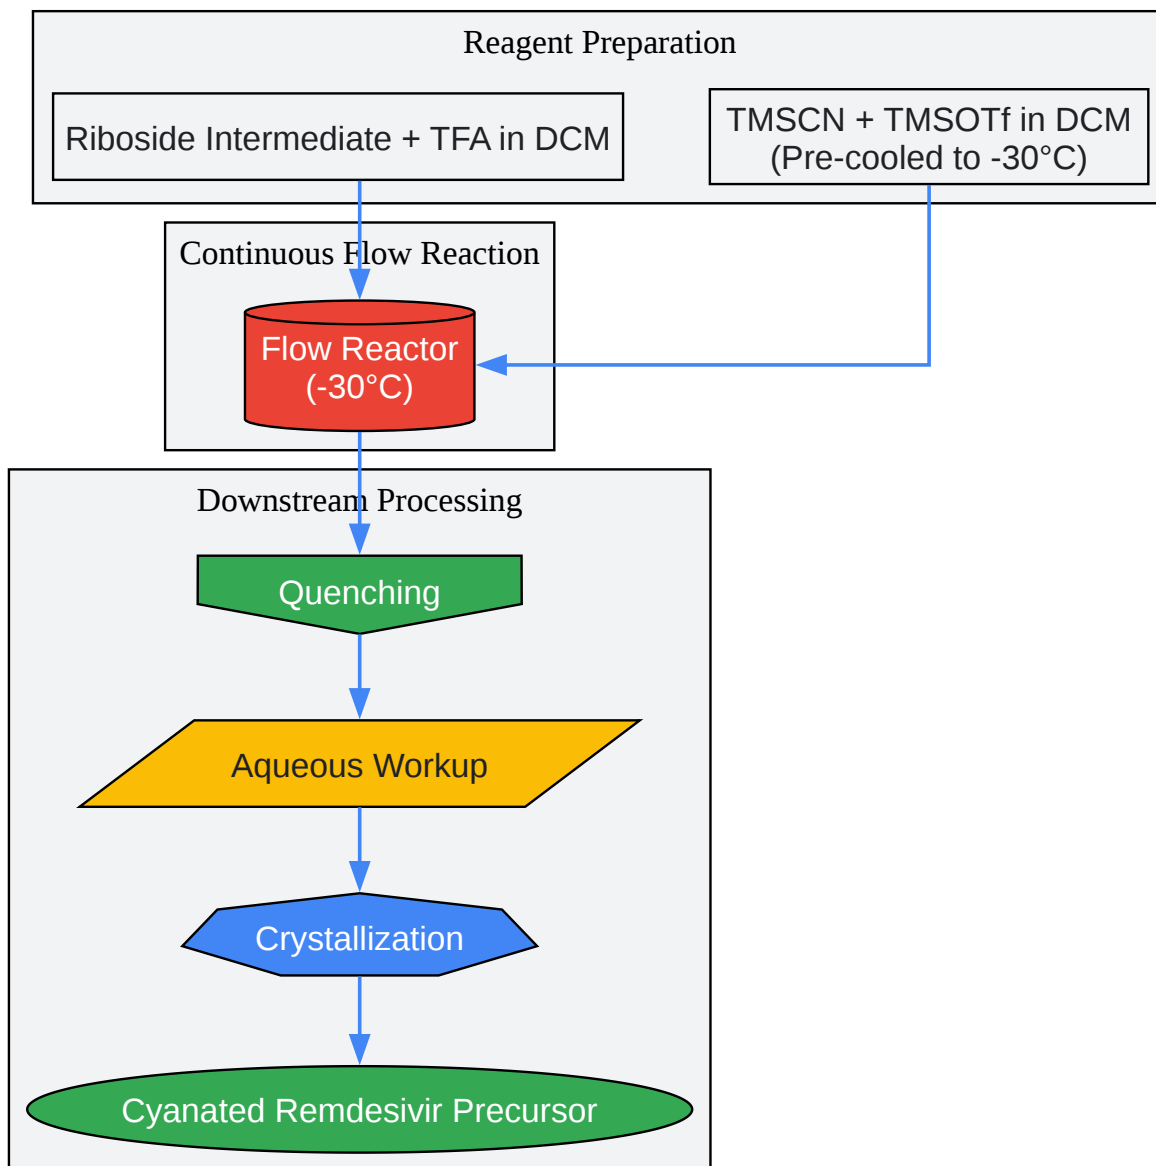 Reagent Preparation
Riboside Intermediate + TFA in DCM
TMSCN + TMSOTf in DCM
(Pre-cooled to -30°C)
Continuous Flow Reaction
Flow Reactor
(-30°C)
Downstream Processing
Quenching
Aqueous Workup
Crystallization
Cyanated Remdesivir Precursor